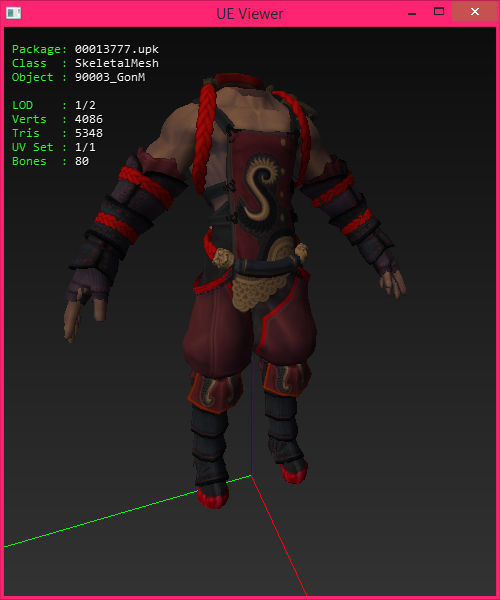 UE Viewer
Package: 00013777.upk
Class : SkeletalMesh
Object : 90003_GonM
LOD : 1/2
Verts : 4086
Tris : 5348
UV Set : 1/1
Bones : 80